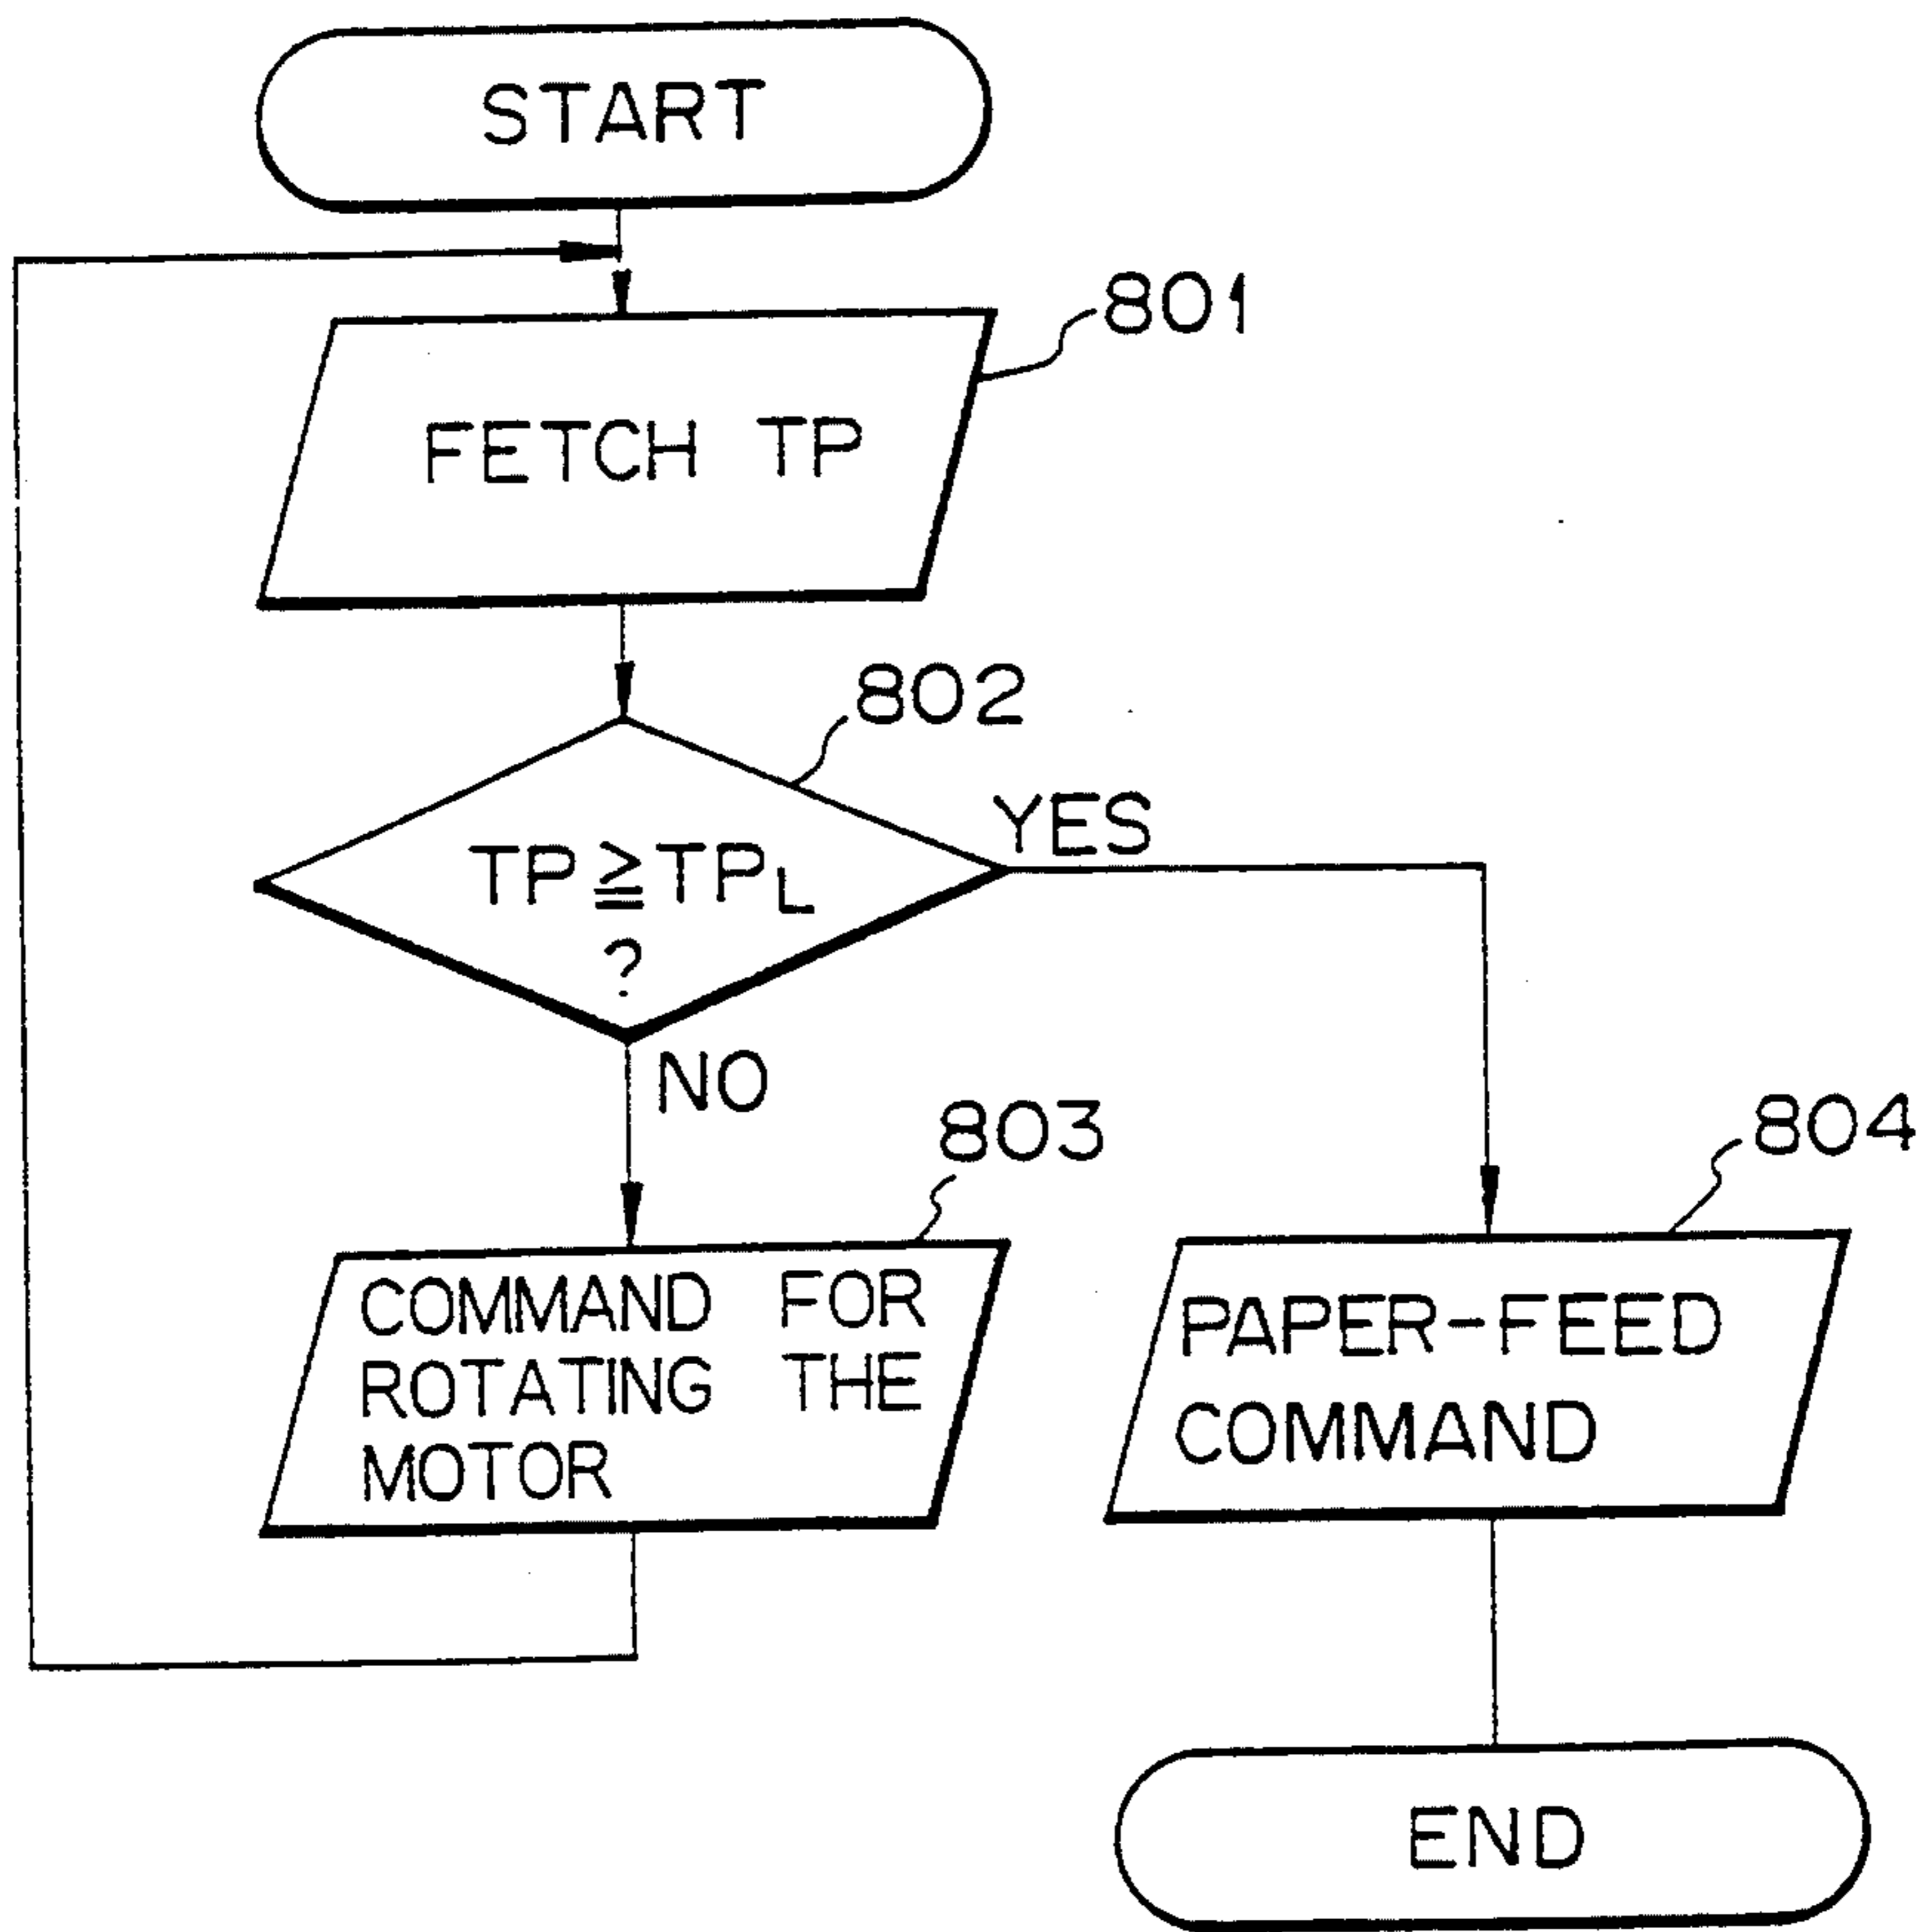 START
801
FETCH TP
802
TP≧TPL
?
YES
NO
803
COMMAND FOR
ROTATING THE
MOTOR
804
PAPER-FEED
COMMAND
END